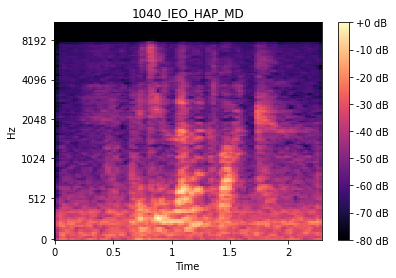 1040_IEO_HAP_MD
+0 dB
8192
-10 dB
4096
-20 dB
-30 dB
2048
Hz
-40 dB
1024
-50 dB
512
-60 dB
-70 dB
0
-80 dB
0 0.5 1 1.5 2
Time